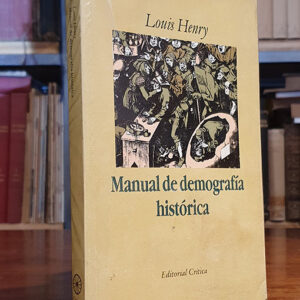 Louis Henry
Manual de demografía
histórica
Editorial Crítica